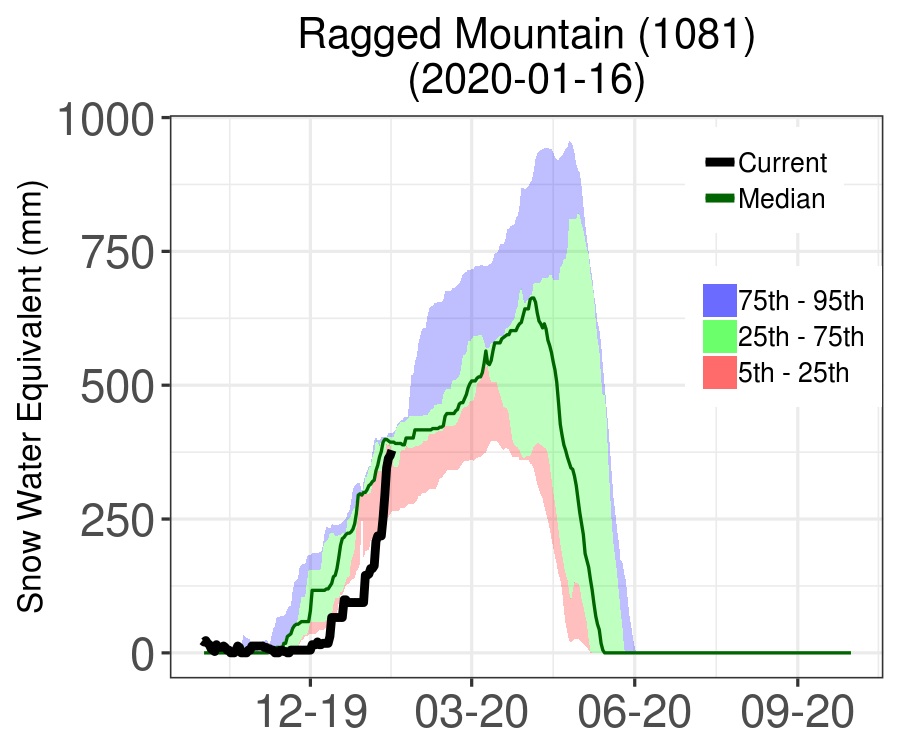 Ragged Mountain (1081)
(2020-01-16)
Snow Water Equivalent (mm)
1000
750
500
250
0
12-19
03-20
06-20
09-20
Current
Median
75th - 95th
25th - 75th
5th - 25th